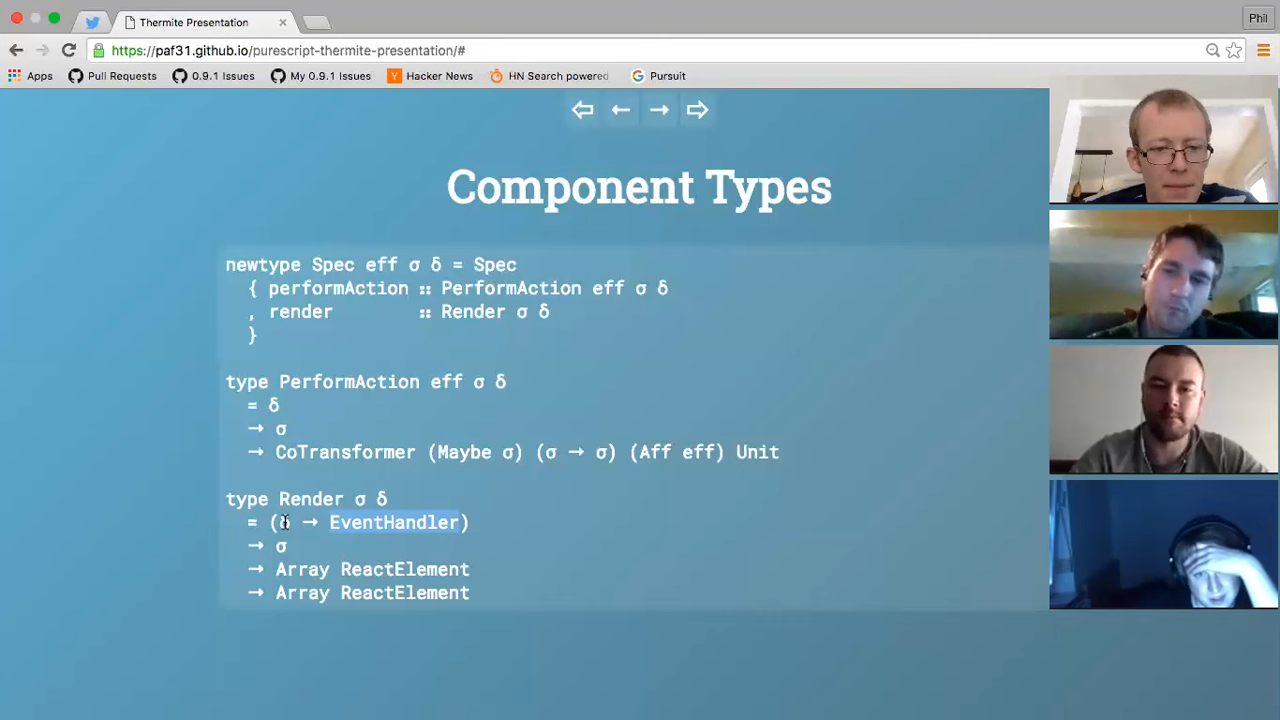 Thermite Presentation
Phil
https://paf31.github.io/purescript-thermite-presentation/#
Apps Pull Requests 0.9.1 Issues My 0.9.1 Issues Hacker News HN Search powered Pursuit
Component Types
newtype Spec eff σ δ = Spec
{ performAction :: PerformAction eff σ δ
, render :: Render σ δ
}
type PerformAction eff σ δ
= δ
→ σ
→ CoTransformer (Maybe σ) (σ → σ) (Aff eff) Unit
type Render σ δ
= (δ → EventHandler)
→ σ
→ Array ReactElement
→ Array ReactElement